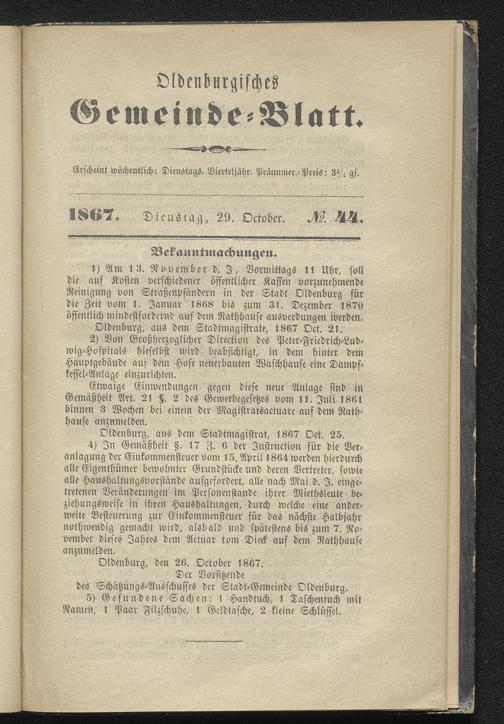 Oldenburgisches
Gemeinde-Blatt.
Erscheint wöchentlich: Dienstags. Vierteljähr. Pränumer.-Preis: 3¾ gs.
1867. Dienstag, 29. October. № 44.
Bekanntmachungen.
1) Am 13. November d. J., Vormittags 11 Uhr, soll
die auf Kosten verschiedener öffentlicher Kassen vorzunehmende
Reinigung von Straßenpfändern in der Stadt Oldenburg für
die Zeit vom 1. Januar 1868 bis zum 31. Dezember 1870
öffentlich mindestfordernd auf dem Rathhause ausverdungen werden.
Oldenburg, aus dem Stadtmagistrate, 1867 Oct. 21.
2) Von Großherzoglicher Direction des Peter-Friedrich-Lud-
wig-Hospitals hieselbst wird beabsichtigt, in dem hinter dem
Hauptgebäude auf dem Hofe neuerbauten Waschhause eine Dampf-
kessel-Anlage einzurichten.
Etwaige Einwendungen gegen diese neue Anlage sind in
Gemäßheit Art. 21 §. 2 des Gewerbegesetzes vom 11. Juli 1861
binnen 3 Wochen bei einem der Magistratsactuare auf dem Rath-
hause anzumelden.
Oldenburg, aus dem Stadtmagistrat, 1867 Oct. 25.
4) In Gemäßheit §. 17 Z. 6 der Instruction für die Ver-
anlagung der Einkommensteuer vom 15. April 1864 werden hierdurch
alle Eigenthümer bewohnter Grundstücke und deren Vertreter, sowie
alle Haushaltungsvorstände aufgefordert, alle nach Mai d. J. einge-
tretenen Veränderungen im Personenstande ihrer Miethsleute be-
ziehungsweise in ihren Haushaltungen, durch welche eine ander-
weite Besteuerung zur Einkommensteuer für das nächste Halbjahr
nothwendig gemacht wird, alsbald und spätestens bis zum 7. No-
vember dieses Jahres dem Actuar tom Dieck auf dem Rathhause
anzumelden.
Oldenburg, den 26. October 1867.
Der Vorsitzende
des Schätzungs-Ausschusses der Stadt-Gemeinde Oldenburg.
5) Gefundene Sachen: 1 Handtuch, 1 Taschentuch mit
Namen, 1 Paar Filzschuhe, 1 Geldtasche, 2 kleine Schlüssel.